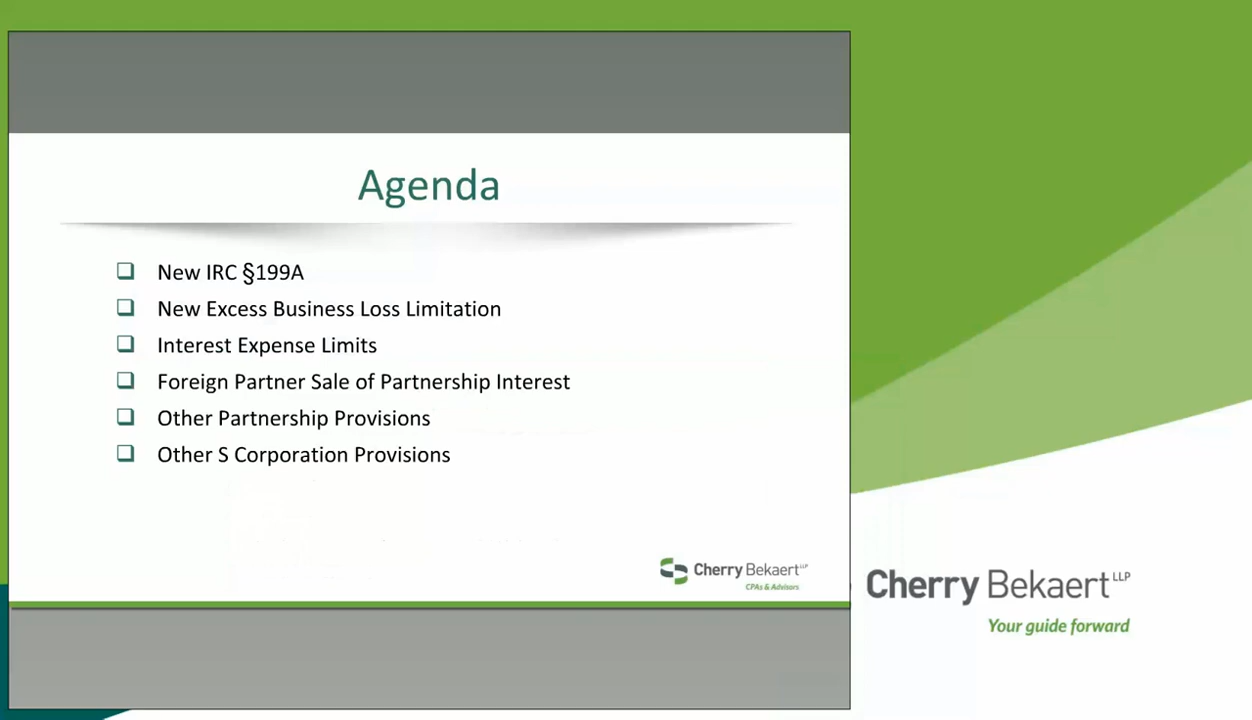 Agenda
New IRC §199A
New Excess Business Loss Limitation
Interest Expense Limits
Foreign Partner Sale of Partnership Interest
Other Partnership Provisions
Other S Corporation Provisions
Cherry Bekaert LLP
CPAs & Advisors
Cherry Bekaert LLP
Your guide forward